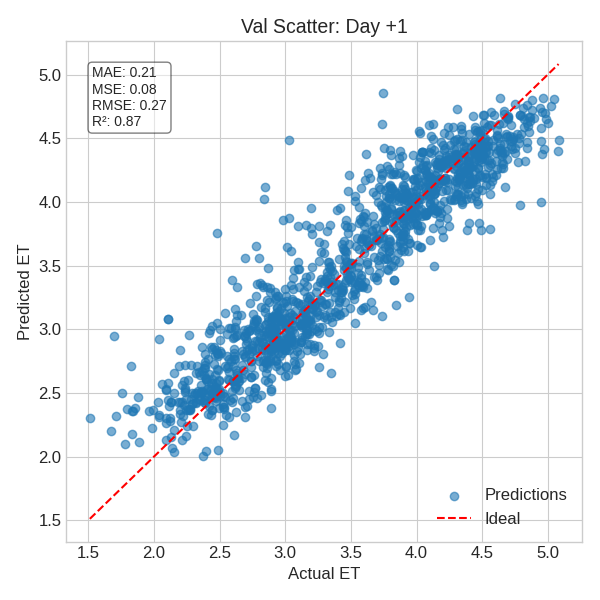 Val Scatter: Day +1
MAE: 0.21
MSE: 0.08
RMSE: 0.27
R²: 0.87
Predicted ET
5.0
4.5
4.0
3.5
3.0
2.5
2.0
1.5
Predictions
Ideal
1.5 2.0 2.5 3.0 3.5 4.0 4.5 5.0
Actual ET